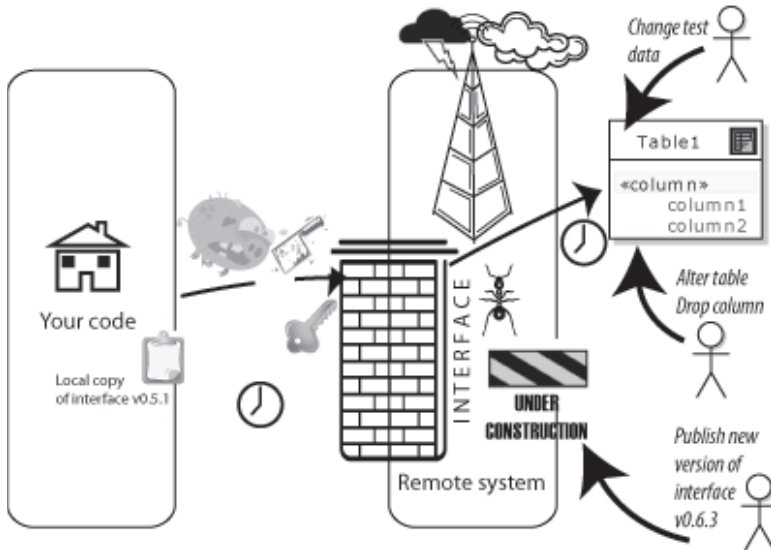 Change test
data
Table1
«column»
column1
column2
Your code
Local copy
of interface v0.5.1
INTERFACE
Alter table
Drop column
UNDER
CONSTRUCTION
Remote system
Publish new
version of
interface
v0.6.3